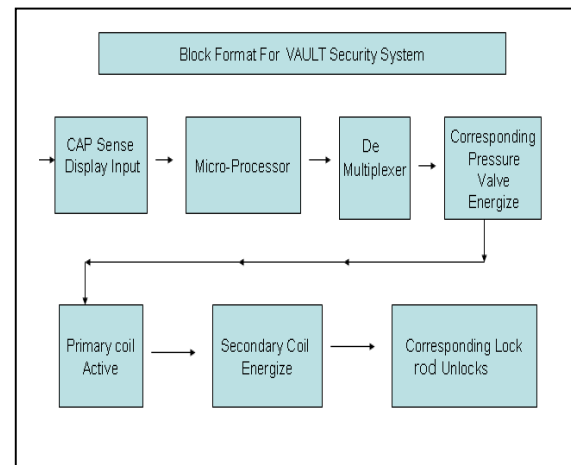 Block Format For VAULT Security System
CAP Sense
Display Input
Micro-Processor
De
Multiplexer
Corresponding
Pressure
Valve
Energize
Primary coil
Active
Secondary Coil
Energize
Corresponding Lock
rod Unlocks